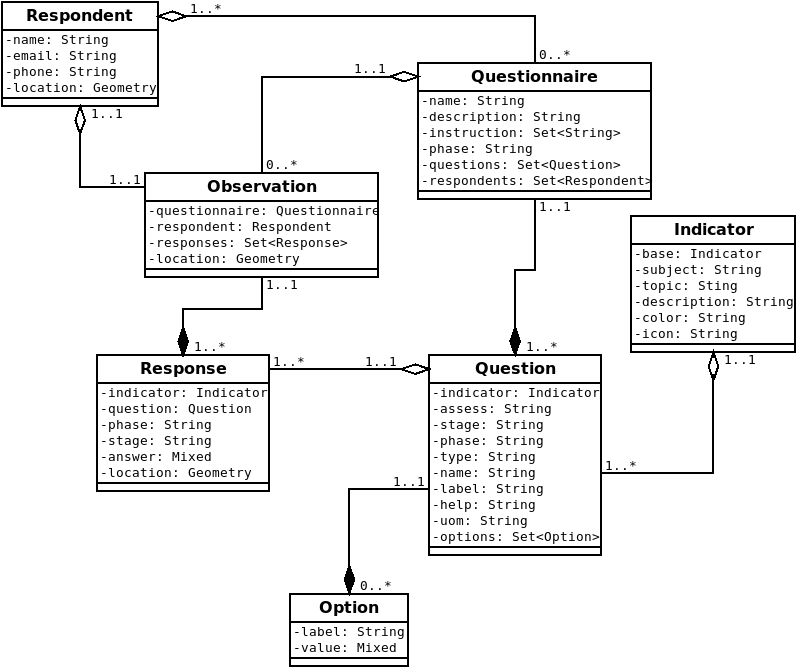 Respondent
-name: String
-email: String
-phone: String
-location: Geometry
1..*
0..*
1..1
1..1
Questionnaire
-name: String
-description: String
-instruction: Set<String>
-phase: String
-questions: Set<Question>
-respondents: Set<Respondent>
1..1
0..*
1..1
Observation
-questionnaire: Questionnaire
-respondent: Respondent
-responses: Set<Response>
-location: Geometry
1..1
1..*
Indicator
-base: Indicator
-subject: String
-topic: Sting
-description: String
-color: String
-icon: String
1..1
1..*
Response
-indicator: Indicator
-question: Question
-phase: String
-stage: String
-answer: Mixed
-location: Geometry
1..*
1..1
1..*
Question
-indicator: Indicator
-assess: String
-stage: String
-phase: String
-type: String
-name: String
-label: String
-help: String
-uom: String
-options: Set<Option>
1..1
0..*
Option
-label: String
-value: Mixed